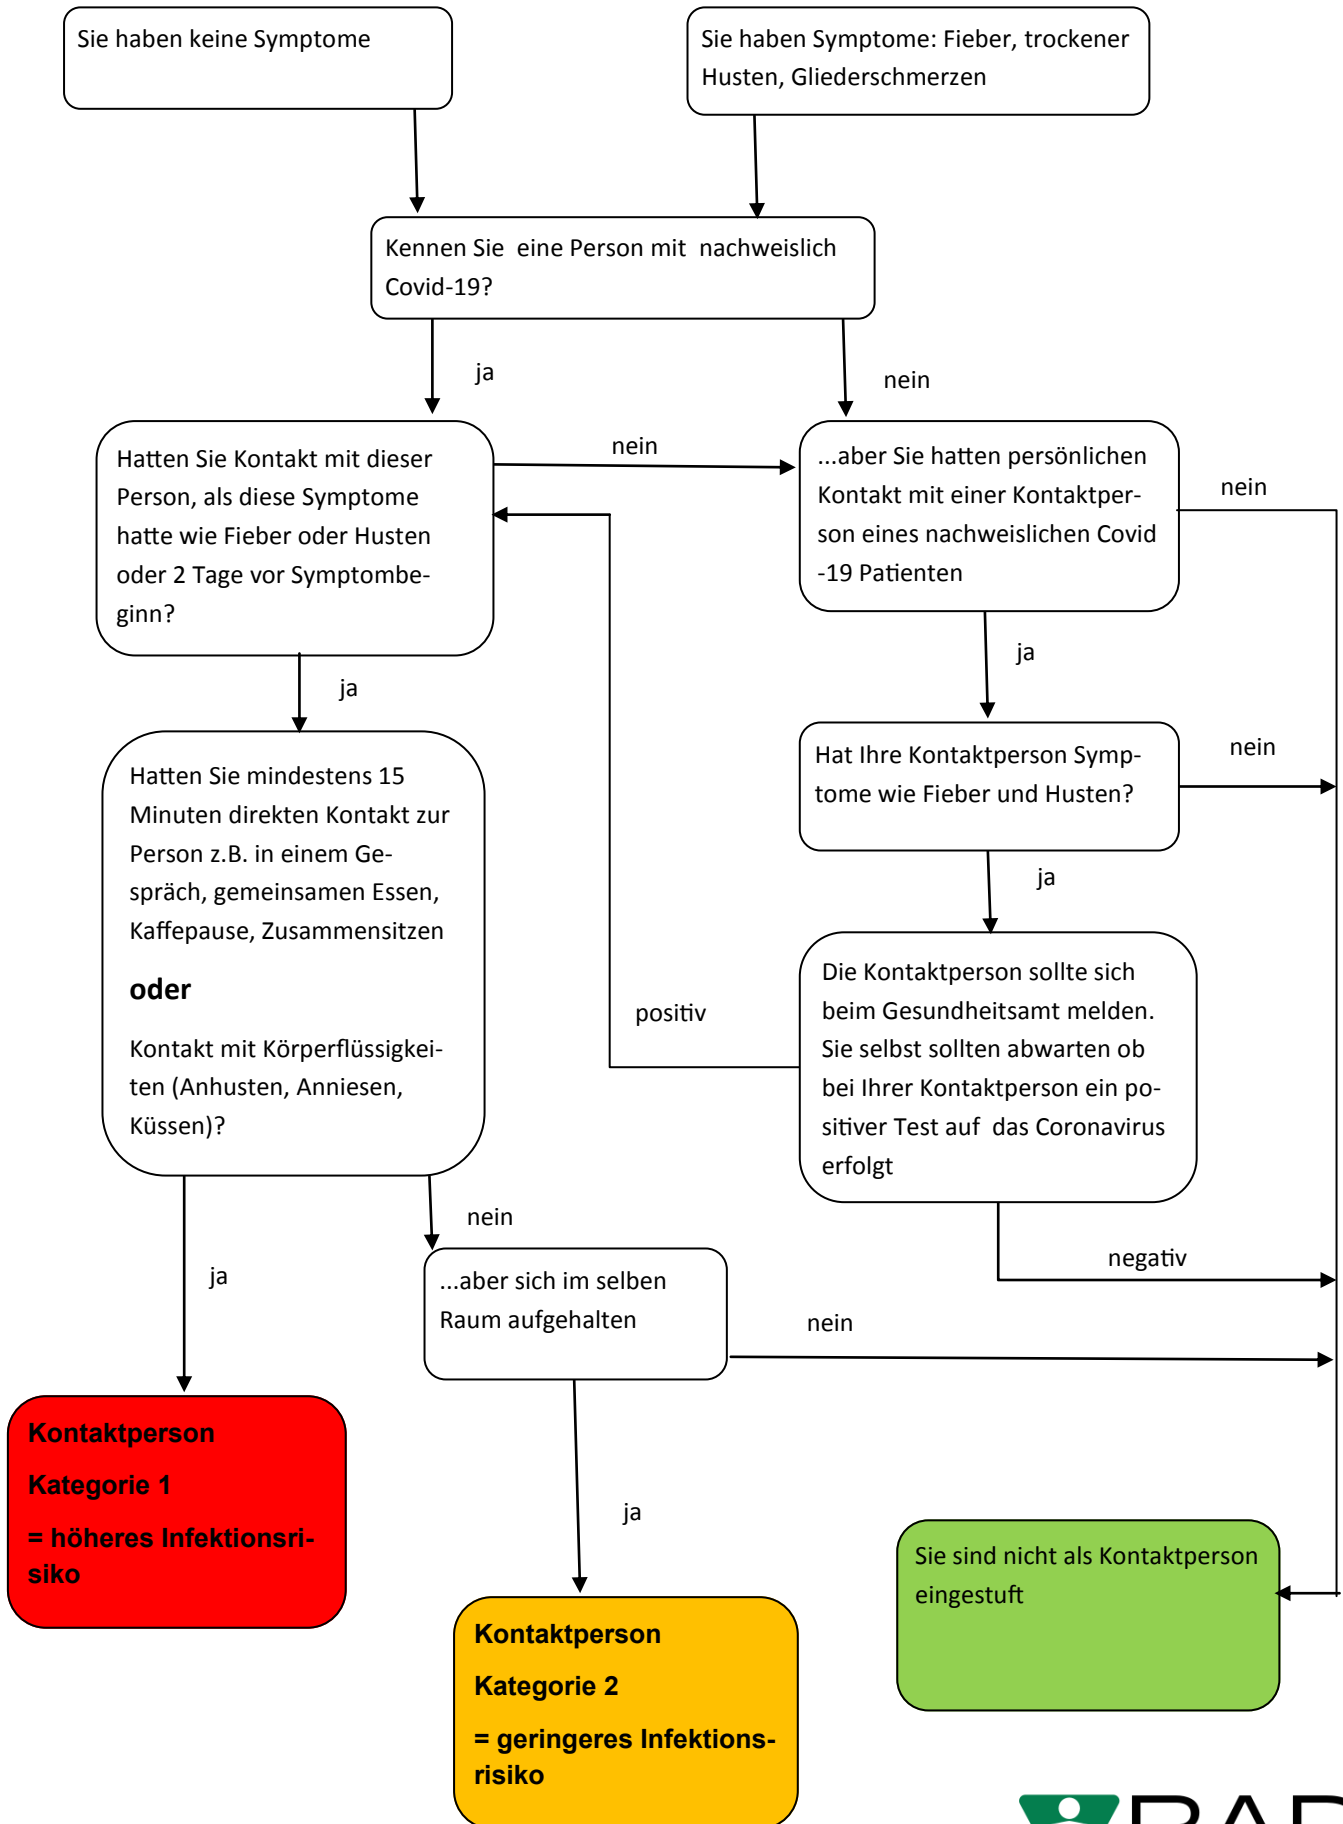 Sie haben keine Symptome
Sie haben Symptome: Fieber, trockener
Husten, Gliederschmerzen
Kennen Sie eine Person mit nachweislich
Covid-19?
ja
nein
Hatten Sie Kontakt mit dieser
Person, als diese Symptome
hatte wie Fieber oder Husten
oder 2 Tage vor Symptombe-
ginn?
nein
...aber Sie hatten persönlichen
Kontakt mit einer Kontaktper-
son eines nachweislichen Covid
-19 Patienten
nein
ja
ja
Hatten Sie mindestens 15
Minuten direkten Kontakt zur
Person z.B. in einem Ge-
spräch, gemeinsamen Essen,
Kaffepause, Zusammensitzen
oder
Kontakt mit Körperflüssigkei-
ten (Anhusten, Anniesen,
Küssen)?
Hat Ihre Kontaktperson Symp-
tome wie Fieber und Husten?
nein
ja
Die Kontaktperson sollte sich
beim Gesundheitsamt melden.
Sie selbst sollten abwarten ob
bei Ihrer Kontaktperson ein po-
sitiver Test auf das Coronavirus
erfolgt
positiv
negativ
nein
ja
...aber sich im selben
Raum aufgehalten
nein
ja
Kontaktperson
Kategorie 1
= höheres Infektionsri-
siko
Kontaktperson
Kategorie 2
= geringeres Infektions-
risiko
Sie sind nicht als Kontaktperson
eingestuft